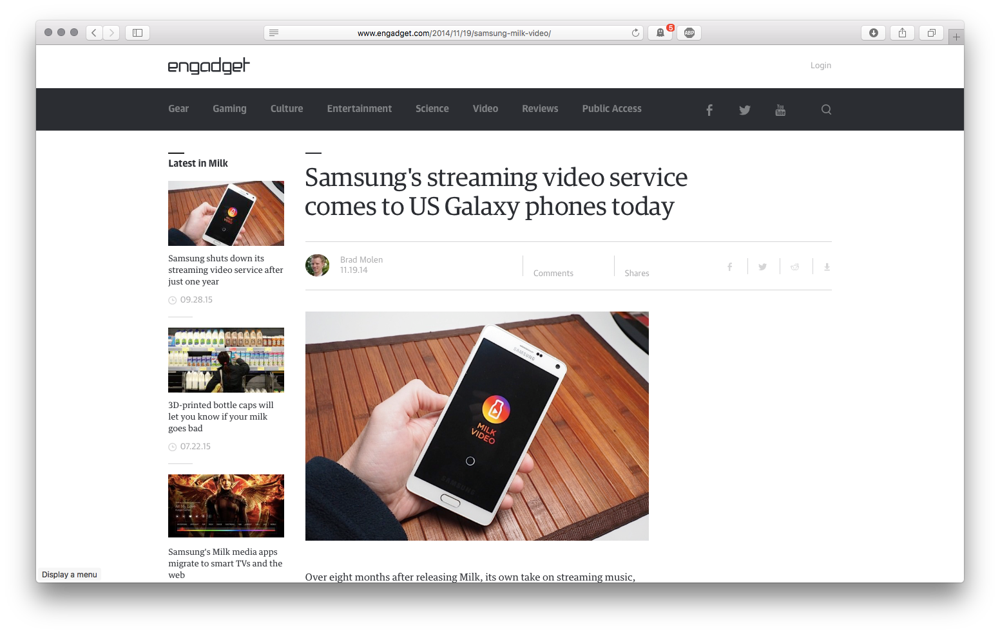 www.engadget.com/2014/11/19/samsung-milk-video/
5
ABP
engadget
Login
Gear
Gaming
Culture
Entertainment
Science
Video
Reviews
Public Access
You
Tube
Latest in Milk
Samsung shuts down its
streaming video service after
just one year
09.28.15
3D-printed bottle caps will
let you know if your milk
goes bad
07.22.15
Samsung's Milk media apps
migrate to smart TVs and the
web
Samsung's streaming video service
comes to US Galaxy phones today
Brad Molen
11.19.14
Comments
Shares
SAMSUNG
MILK
VIDEO
SAMSUNG
Over eight months after releasing Milk, its own take on streaming music,
Display a menu